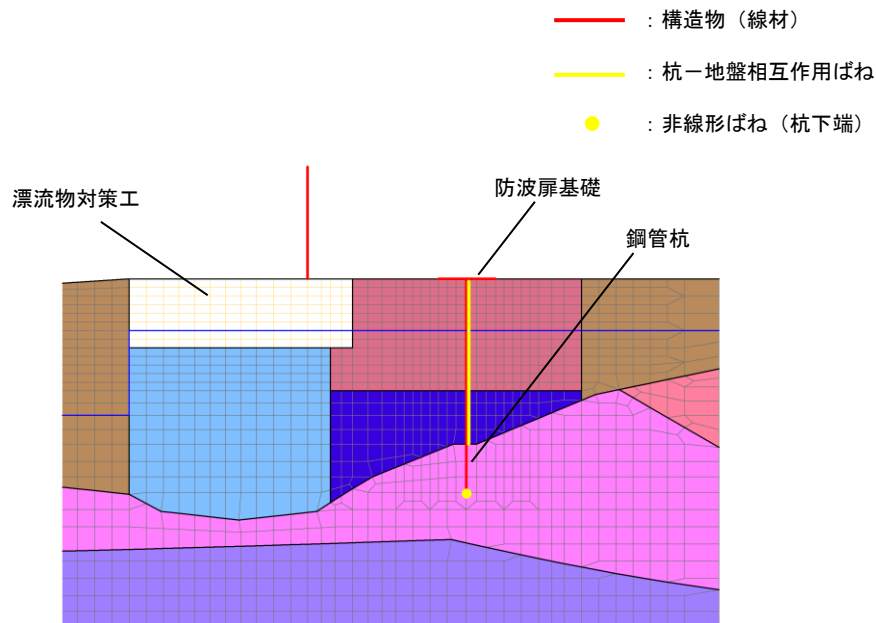 ：構造物（線材）
：杭－地盤相互作用ばね
：非線形ばね（杭下端）
漂流物対策工
防波扉基礎
鋼管杭